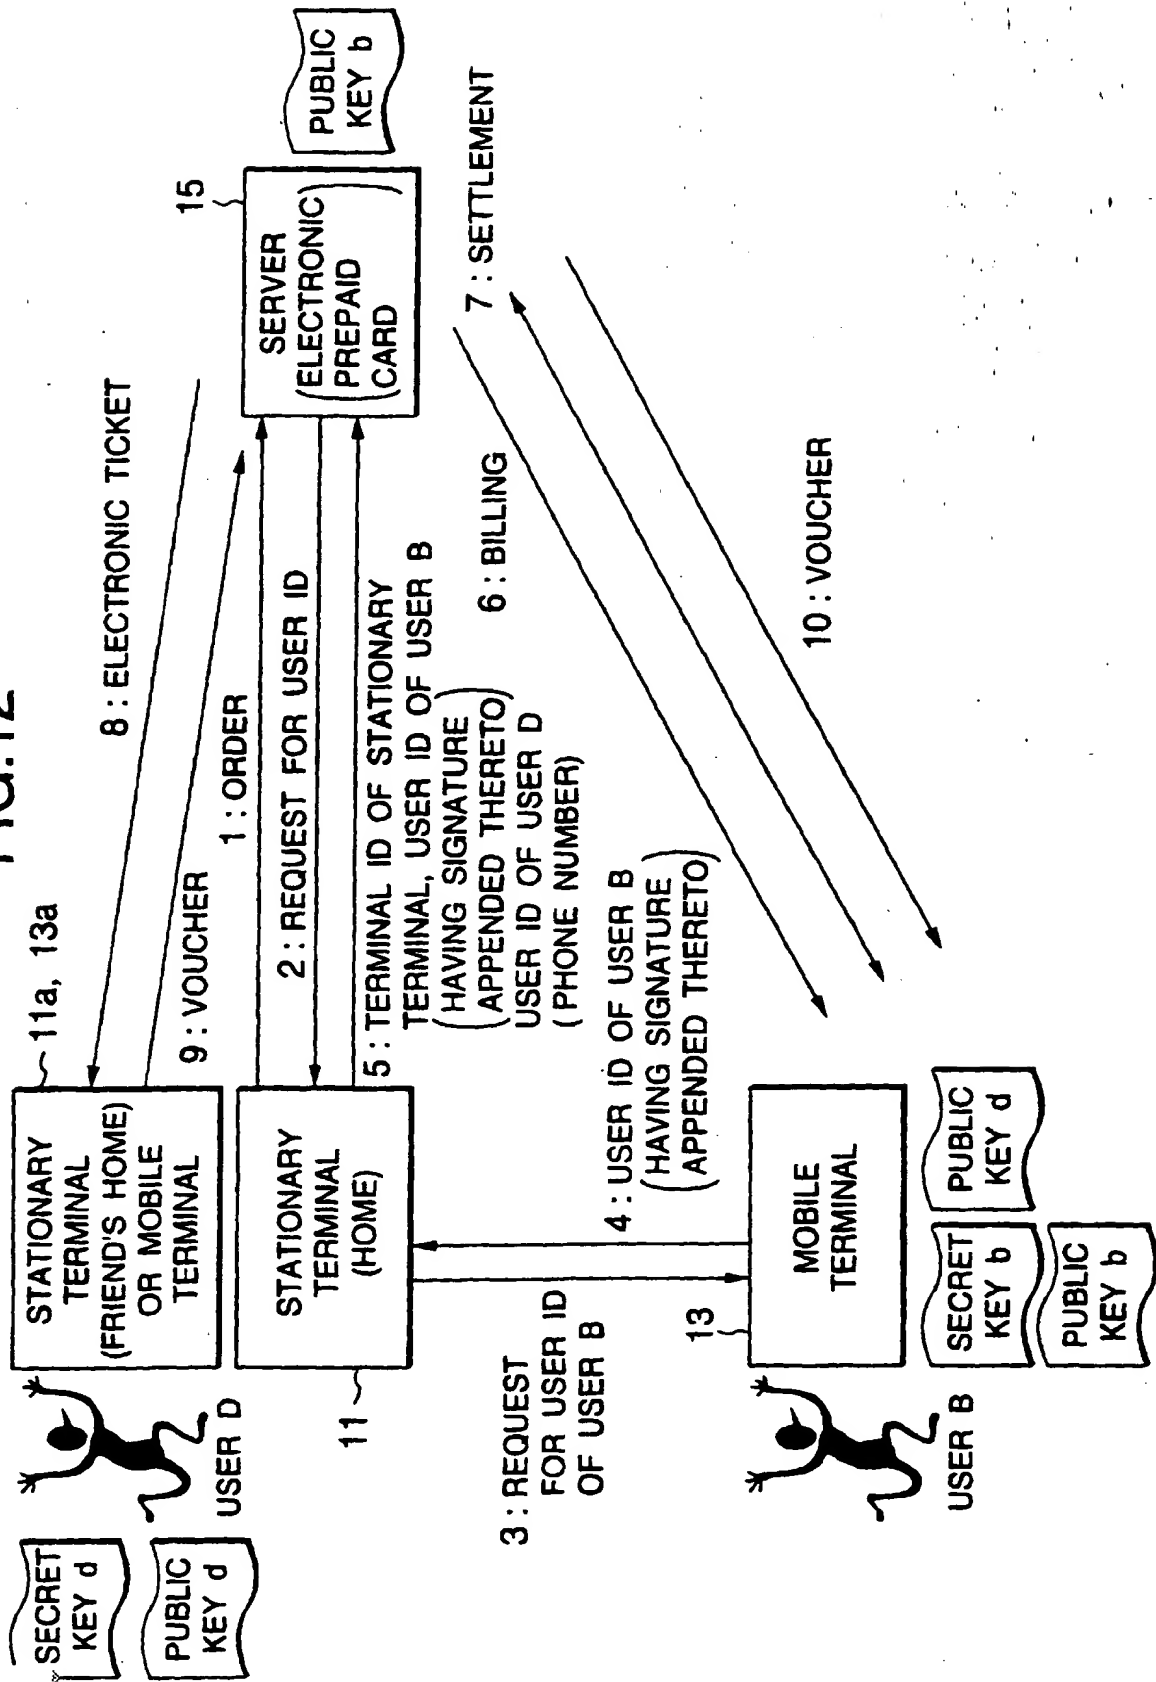 FIG.12
SECRET
KEY d
PUBLIC
KEY d
USER D
STATIONARY
TERMINAL
(FRIEND'S HOME)
OR MOBILE
TERMINAL
11a, 13a
8 : ELECTRONIC TICKET
9 : VOUCHER
1 : ORDER
2 : REQUEST FOR USER ID
5 : TERMINAL ID OF STATIONARY
TERMINAL, USER ID OF USER B
(HAVING SIGNATURE
APPENDED THERETO)
USER ID OF USER D
(PHONE NUMBER)
STATIONARY
TERMINAL
(HOME)
11
15
SERVER
(ELECTRONIC
PREPAID
CARD)
PUBLIC
KEY b
6 : BILLING
7 : SETTLEMENT
10 : VOUCHER
3 : REQUEST
FOR USER ID
OF USER B
4 : USER ID OF USER B
(HAVING SIGNATURE
APPENDED THERETO)
13
MOBILE
TERMINAL
USER B
SECRET
KEY b
PUBLIC
KEY d
PUBLIC
KEY b